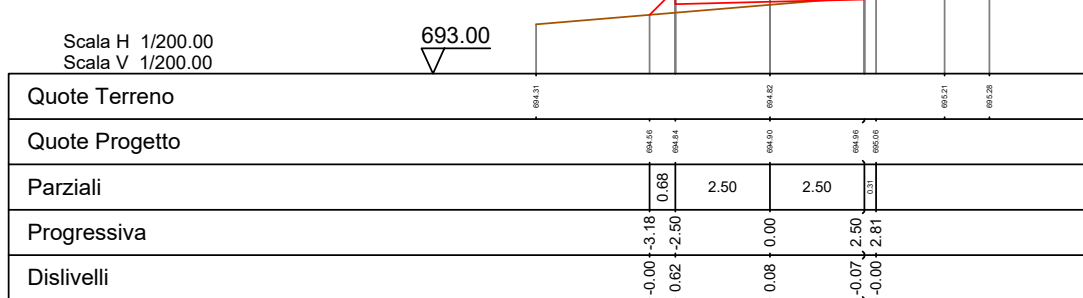 693.00
Scala H 1/200.00
Scala V 1/200.00
Quote Terreno 694.31 694.82 695.21 695.28
Quote Progetto 694.56 694.84 694.90 694.96 695.06
Parziali 0.68 2.50 2.50 0.31
Progressiva -3.18 -2.50 0.00 2.50 2.81
Dislivelli -0.00 0.62 0.08 -0.07 -0.00